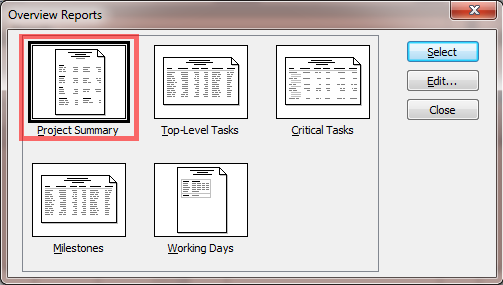 Overview Reports
Select
Edit...
Close
Project Summary
Top-Level Tasks
Critical Tasks
Milestones
Working Days